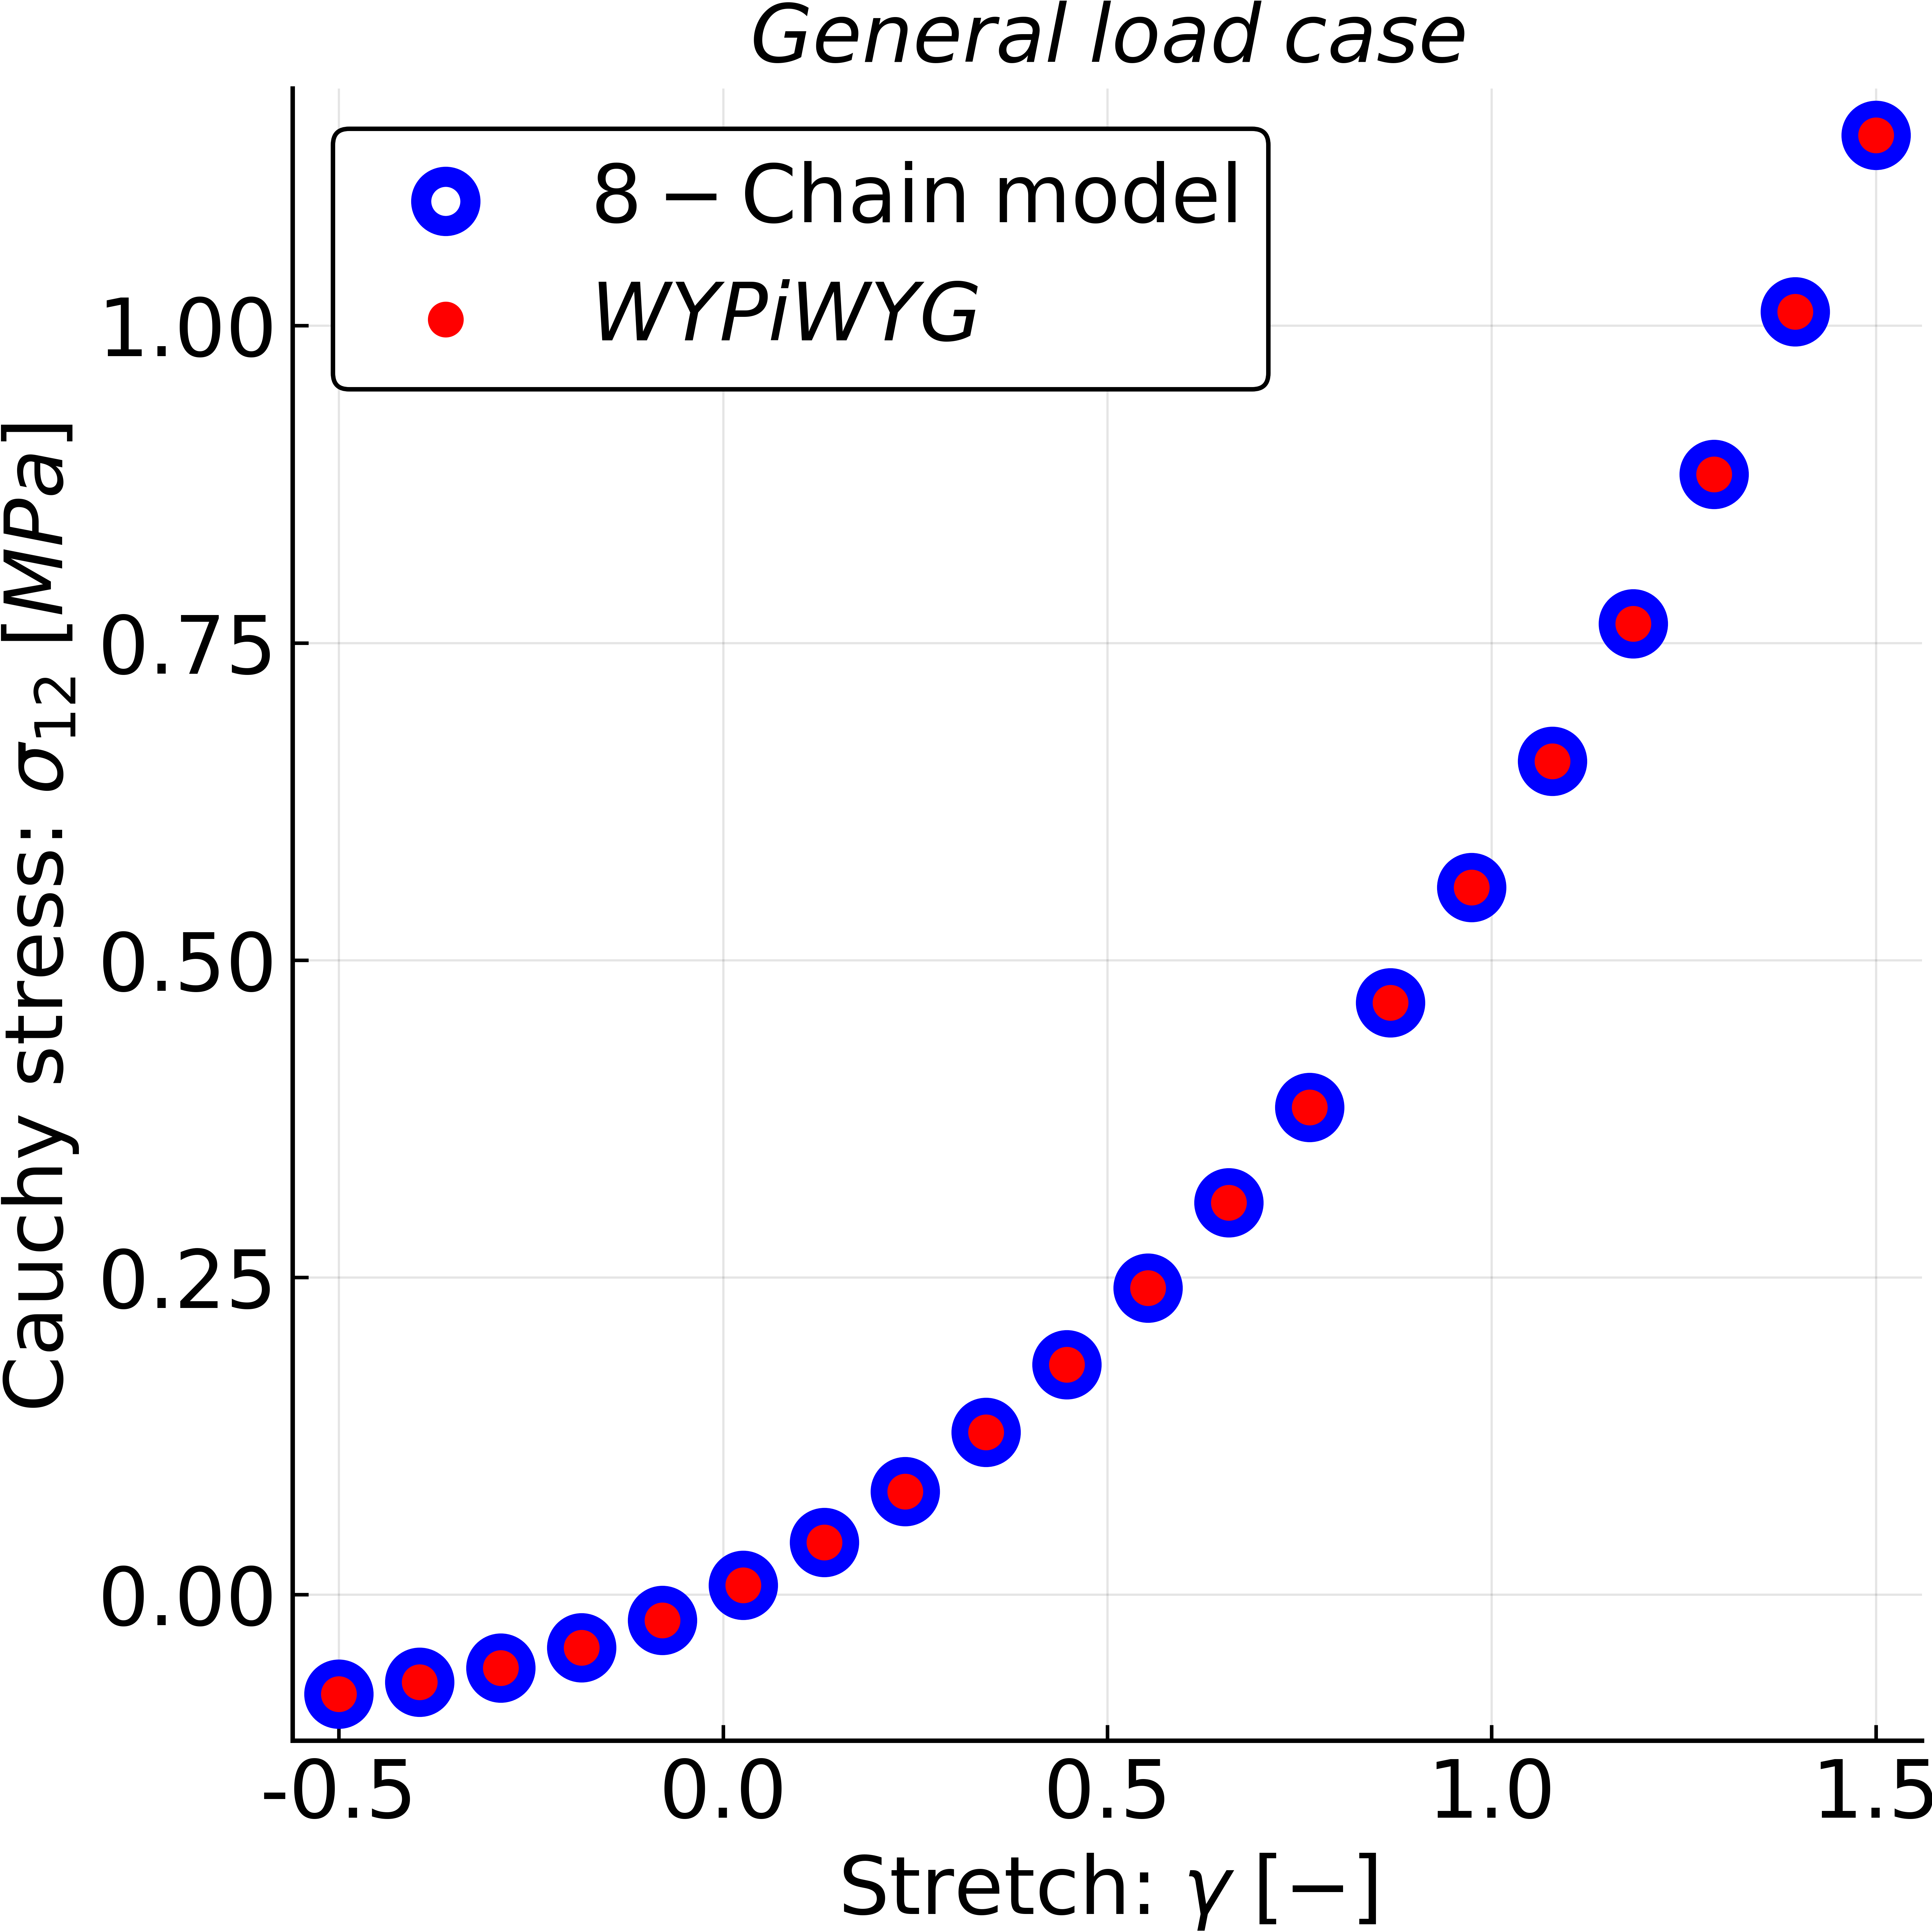 General load case
8 − Chain model
WYPiWYG
Cauchy stress: σ₁₂ [MPa]
1.00
0.75
0.50
0.25
0.00
-0.5 0.0 0.5 1.0 1.5
Stretch: γ [−]